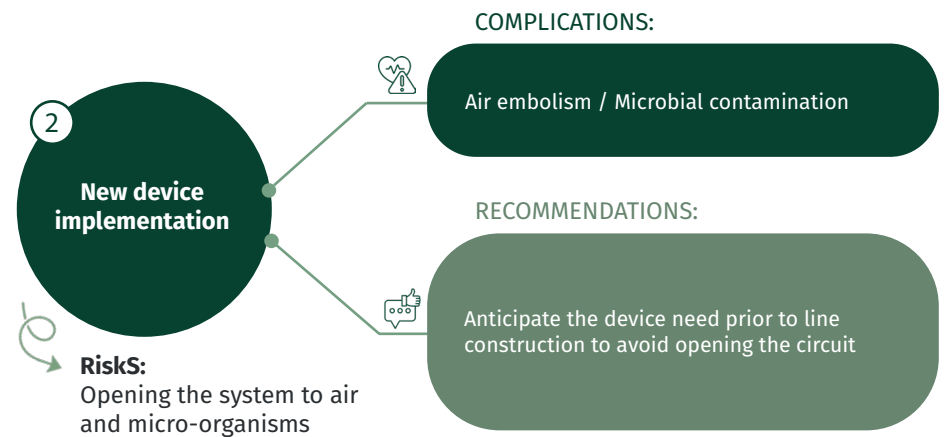 2
New device
implementation
RiskS:
Opening the system to air
and micro-organisms
COMPLICATIONS:
Air embolism / Microbial contamination
RECOMMENDATIONS:
Anticipate the device need prior to line
construction to avoid opening the circuit